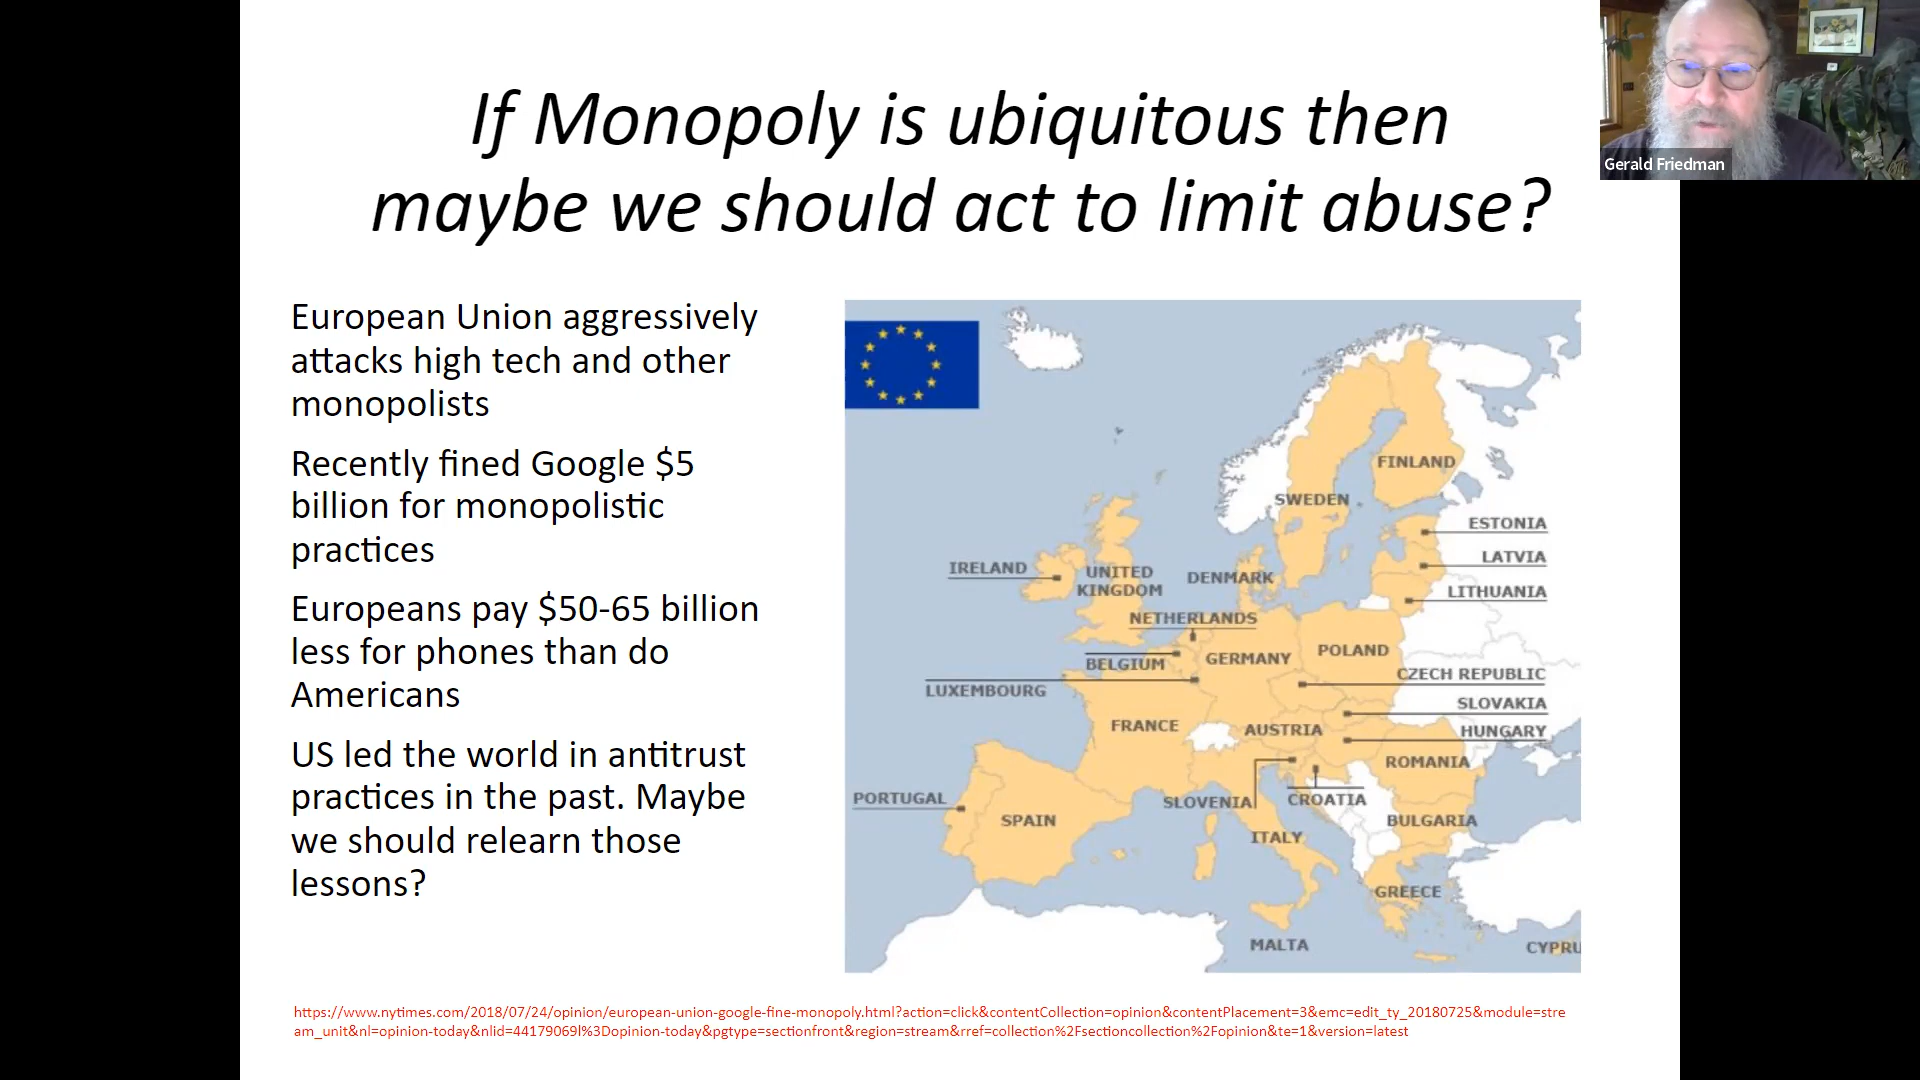 If Monopoly is ubiquitous then
maybe we should act to limit abuse?
Gerald Friedman
European Union aggressively
attacks high tech and other
monopolists
Recently fined Google $5
billion for monopolistic
practices
Europeans pay $50-65 billion
less for phones than do
Americans
US led the world in antitrust
practices in the past. Maybe
we should relearn those
lessons?
FINLAND
SWEDEN
ESTONIA
LATVIA
LITHUANIA
IRELAND
UNITED
KINGDOM
DENMARK
NETHERLANDS
BELGIUM
GERMANY
POLAND
LUXEMBOURG
CZECH REPUBLIC
SLOVAKIA
FRANCE
AUSTRIA
HUNGARY
ROMANIA
PORTUGAL
SLOVENIA
CROATIA
SPAIN
BULGARIA
ITALY
GREECE
MALTA
CYPRU
https://www.nytimes.com/2018/07/24/opinion/european-union-google-fine-monopoly.html?action=click&contentCollection=opinion&contentPlacement=3&emc=edit_ty_20180725&module=stre
am_unit&nl=opinion-today&nlid=44179069l%3Dopinion-today&pgtype=sectionfront&region=stream&rref=collection%2Fsectioncollection%2Fopinion&te=1&version=latest